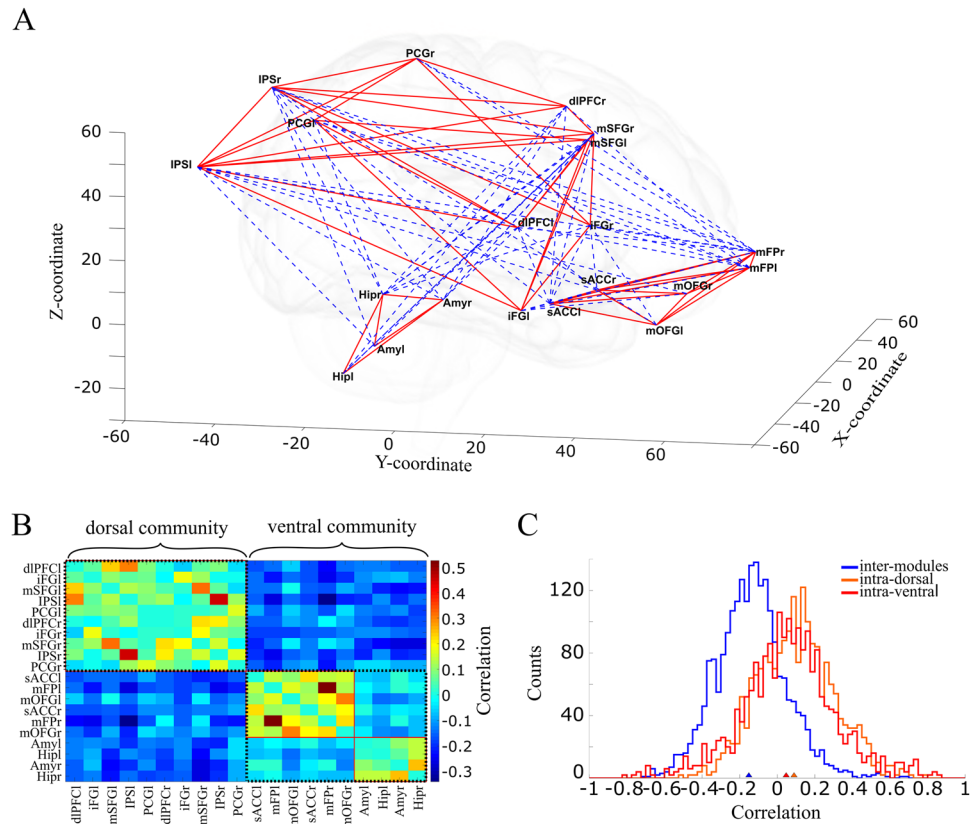 A
PCGr
IPSr
dlPFCr
PCGl
mSFGr
mSFGl
IPSl
dlPFCl
iFGr
mFPr
mFPl
sACCr
mOFGr
Hipr
Amyr
iFGl
sACCl
mOFGl
Amyl
Hipl
Z-coordinate
60
40
20
0
-20
-60
-40
-20
0
20
40
60
Y-coordinate
60
40
20
0
-20
-40
-60
X-coordinate
B
dorsal community
ventral community
dlPFCl
iFGl
mSFGl
IPSl
PCGl
dlPFCr
iFGr
mSFGr
IPSr
PCGr
sACCl
mFPl
mOFGl
sACCr
mFPr
mOFGr
Amyl
Hipl
Amyr
Hipr
dlPFCl
iFGl
mSFGl
IPSl
PCGl
dlPFCr
iFGr
mSFGr
IPSr
PCGr
sACCl
mFPl
mOFGl
sACCr
mFPr
mOFGr
Amyl
Hipl
Amyr
Hipr
0.5
0.4
0.3
0.2
0.1
0
-0.1
-0.2
-0.3
Correlation
C
inter-modules
intra-dorsal
intra-ventral
Counts
120
80
40
0
-1
-0.8
-0.6
-0.4
-0.2
0
0.2
0.4
0.6
0.8
1
Correlation